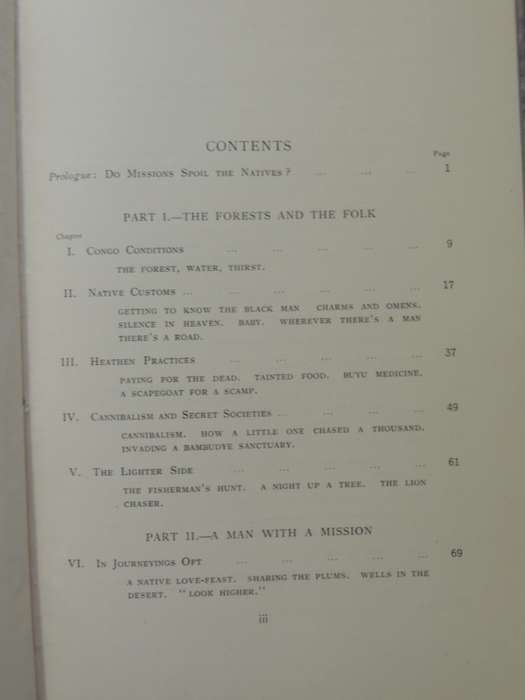 CONTENTS
Page
Prologue: Do Missions Spoil the Natives? ... ... ... 1
PART I.—THE FORESTS AND THE FOLK
Chapter
I. Congo Conditions ... ... ... ... ... 9
THE FOREST, WATER, THIRST.
II. Native Customs ... ... ... ... ... ... 17
GETTING TO KNOW THE BLACK MAN CHARMS AND OMENS.
SILENCE IN HEAVEN. BABY. WHEREVER THERE'S A MAN
THERE'S A ROAD.
III. Heathen Practices ... ... ... ... ... 37
PAYING FOR THE DEAD. TAINTED FOOD. BUYU MEDICINE.
A SCAPEGOAT FOR A SCAMP.
IV. Cannibalism and Secret Societies ... ... ... ... 49
CANNIBALISM. HOW A LITTLE ONE CHASED A THOUSAND.
INVADING A BAMBUDYE SANCTUARY.
V. The Lighter Side ... ... ... ... ... 61
THE FISHERMAN'S HUNT. A NIGHT UP A TREE. THE LION
CHASER.
PART II.—A MAN WITH A MISSION
VI. In Journeyings Oft ... ... ... ... ... 69
A NATIVE LOVE-FEAST. SHARING THE PLUMS. WELLS IN THE
DESERT. "LOOK HIGHER."
iii